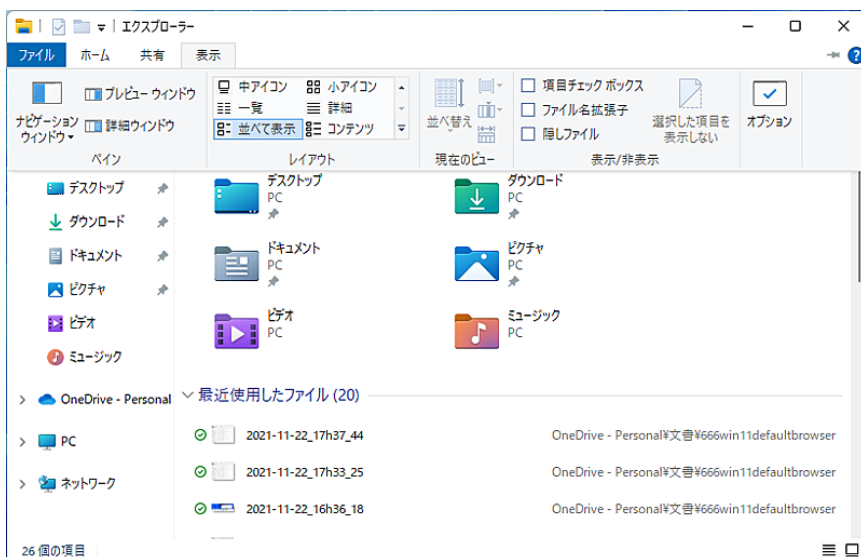 エクスプローラー
ファイル ホーム 共有 表示
ナビゲーション
ウィンドウ
プレビュー ウィンドウ
詳細ウィンドウ
ペイン
中アイコン 小アイコン
一覧 詳細
並べて表示 コンテンツ
レイアウト
並べ替え
現在のビュー
項目チェック ボックス
ファイル名拡張子
隠しファイル
選択した項目を
表示しない
表示/非表示
オプション
デスクトップ
ダウンロード
ドキュメント
ピクチャ
ビデオ
ミュージック
OneDrive - Personal
PC
ネットワーク
デスクトップ
PC
ダウンロード
PC
ドキュメント
PC
ピクチャ
PC
ビデオ
PC
ミュージック
PC
最近使用したファイル (20)
2021-11-22_17h37_44 OneDrive - Personal¥文書¥666win11defaultbrowser
2021-11-22_17h33_25 OneDrive - Personal¥文書¥666win11defaultbrowser
2021-11-22_16h36_18 OneDrive - Personal¥文書¥666win11defaultbrowser
26 個の項目